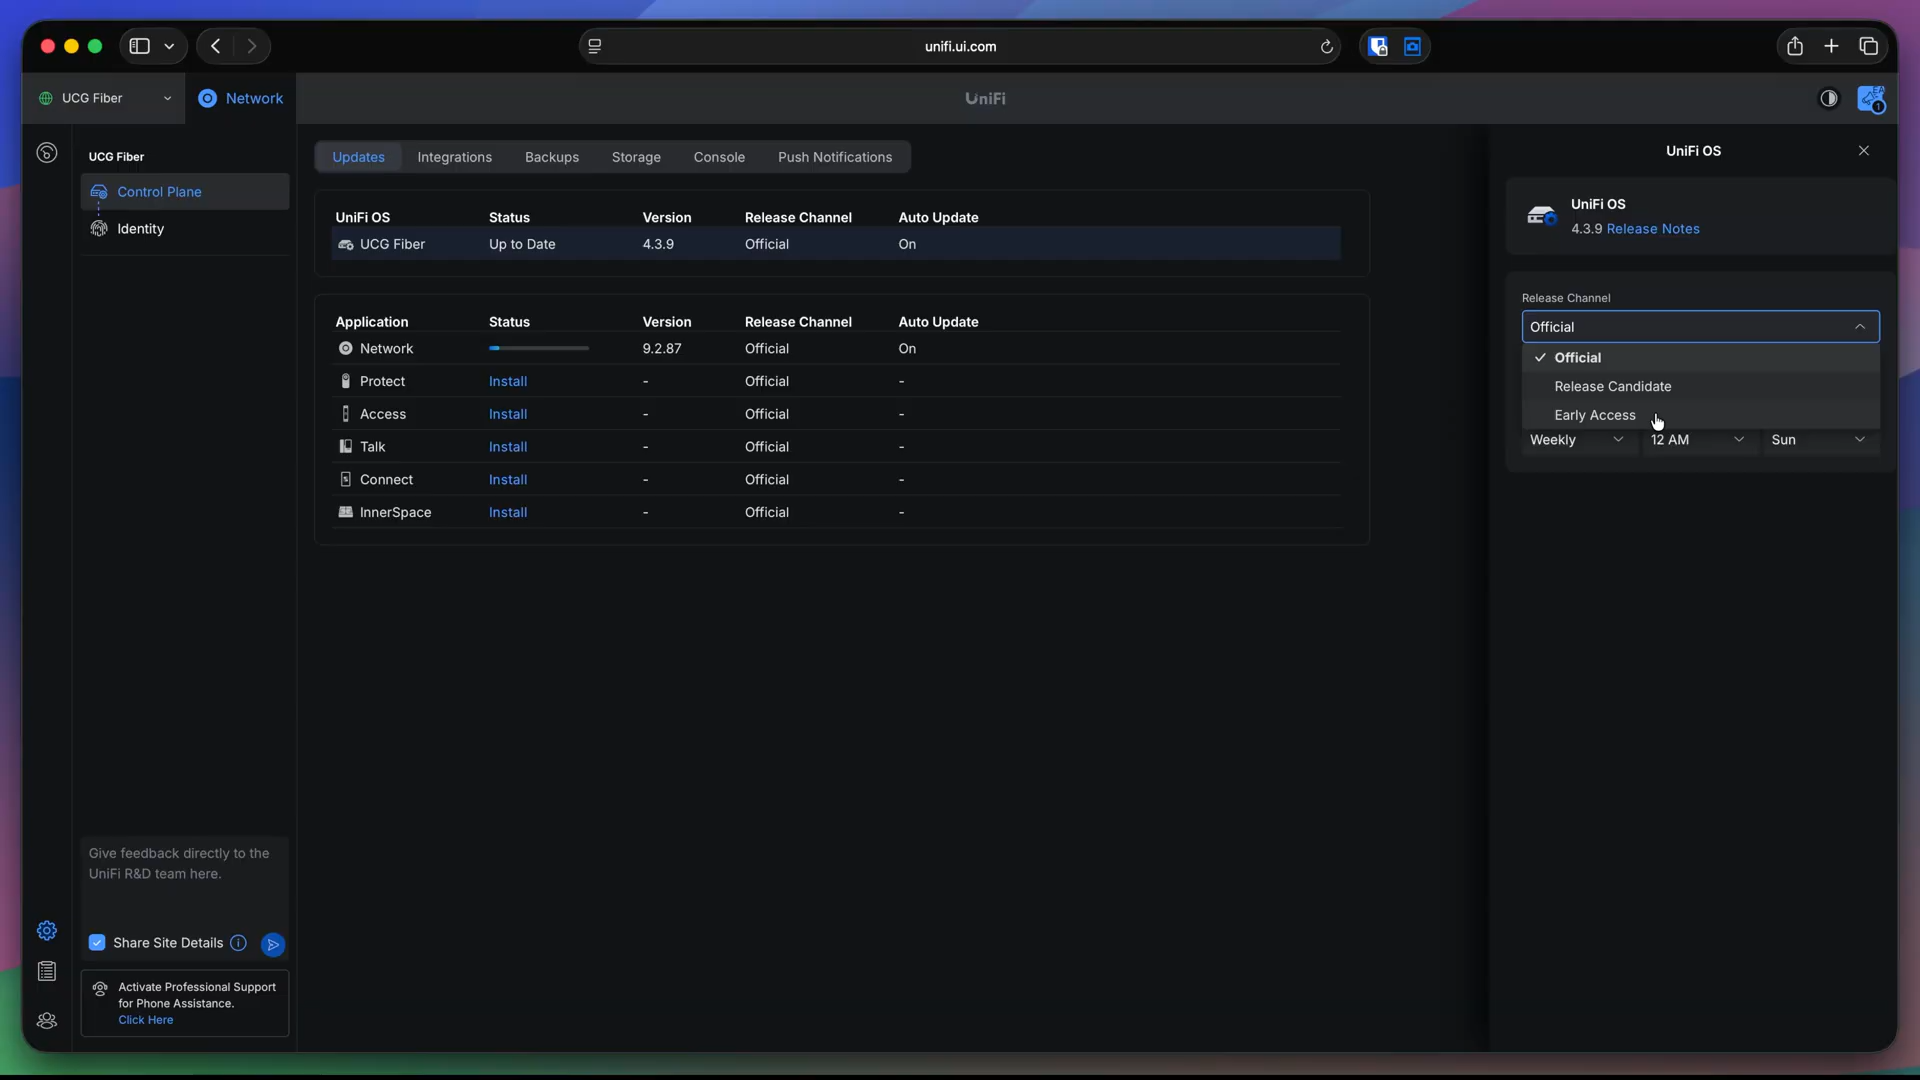 unifi.ui.com
UCG Fiber
Network
UniFi
EA
1
UCG Fiber
Control Plane
Identity
Updates Integrations Backups Storage Console Push Notifications
UniFi OS Status Version Release Channel Auto Update
UCG Fiber Up to Date 4.3.9 Official On
Application Status Version Release Channel Auto Update
Network 9.2.87 Official On
Protect Install - Official -
Access Install - Official -
Talk Install - Official -
Connect Install - Official -
InnerSpace Install - Official -
UniFi OS
UniFi OS
4.3.9 Release Notes
Release Channel
Official
Official
Release Candidate
Early Access
Weekly 12 AM Sun
Give feedback directly to the
UniFi R&D team here.
Share Site Details
Activate Professional Support
for Phone Assistance.
Click Here